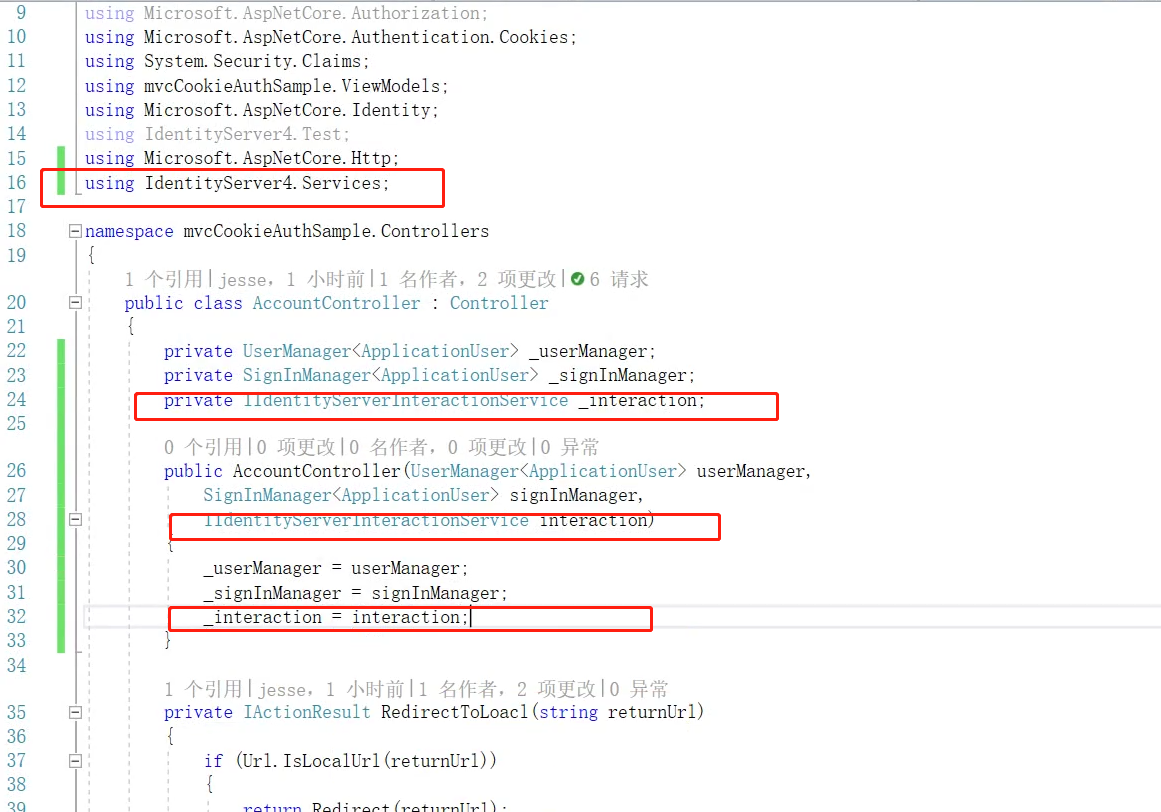 9 using Microsoft.AspNetCore.Authorization;
10 using Microsoft.AspNetCore.Authentication.Cookies;
11 using System.Security.Claims;
12 using mvcCookieAuthSample.ViewModels;
13 using Microsoft.AspNetCore.Identity;
14 using IdentityServer4.Test;
15 using Microsoft.AspNetCore.Http;
16 using IdentityServer4.Services;
17
18 namespace mvcCookieAuthSample.Controllers
19 {
1 个引用|jesse，1 小时前|1 名作者，2 项更改|6 请求
20 public class AccountController : Controller
21 {
22 private UserManager<ApplicationUser> _userManager;
23 private SignInManager<ApplicationUser> _signInManager;
24 private IIdentityServerInteractionService _interaction;
25
0 个引用|0 项更改|0 名作者，0 项更改|0 异常
26 public AccountController(UserManager<ApplicationUser> userManager,
27 SignInManager<ApplicationUser> signInManager,
28 IIdentityServerInteractionService interaction)
29 {
30 _userManager = userManager;
31 _signInManager = signInManager;
32 _interaction = interaction;
33 }
34
1 个引用|jesse，1 小时前|1 名作者，2 项更改|0 异常
35 private IActionResult RedirectToLoacl(string returnUrl)
36 {
37 if (Url.IsLocalUrl(returnUrl))
38 {
39 return Redirect(returnUrl);